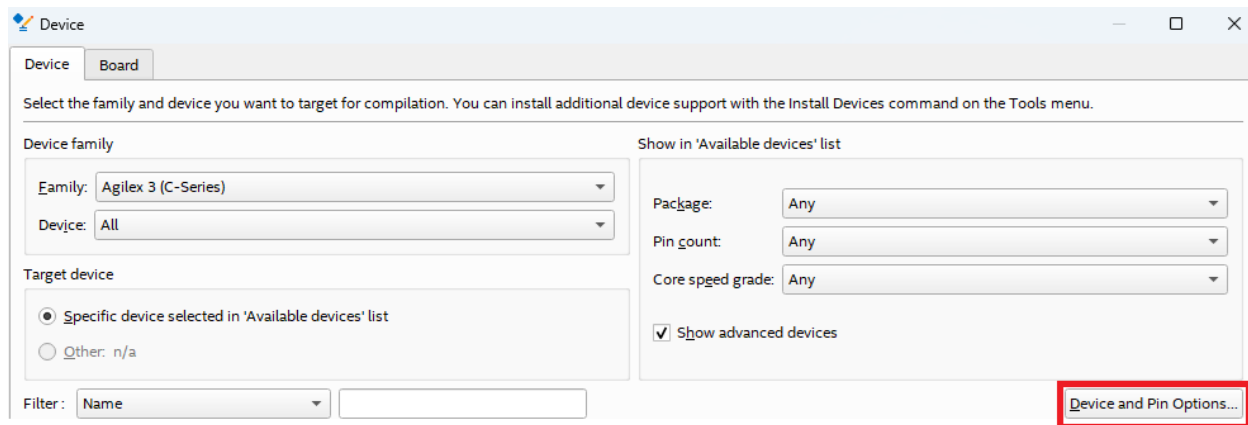 Device
Device Board
Select the family and device you want to target for compilation. You can install additional device support with the Install Devices command on the Tools menu.
Device family
Family: Agilex 3 (C-Series)
Device: All
Target device
Specific device selected in 'Available devices' list
Other: n/a
Show in 'Available devices' list
Package: Any
Pin count: Any
Core speed grade: Any
Show advanced devices
Filter: Name
Device and Pin Options...